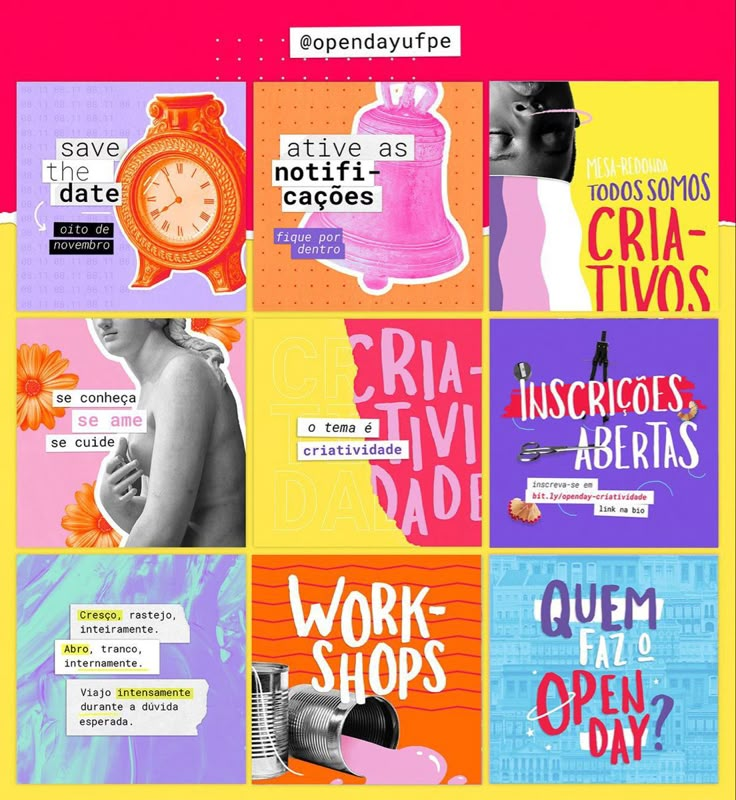 @opendayufpe
save
the
date
oito de
novembro
ative as
notifi-
cações
fique por
dentro
MESA-REDONDA
TODOS SOMOS
CRIA-
TIVOS
se conheça
se ame
se cuide
CRIA-
TIVI
DADE
o tema é
criatividade
INSCRIÇÕES
ABERTAS
inscreva-se em
bit.ly/openday-criatividade
link na bio
Cresço, rastejo,
inteiramente.
Abro, tranco,
internamente.
Viajo intensamente
durante a dúvida
esperada.
WORK-
SHOPS
QUEM
FAZ O
OPEN
DAY?